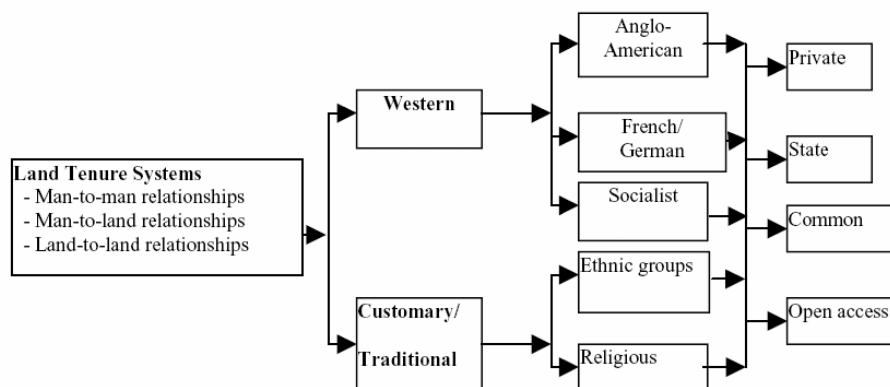 Land Tenure Systems
- Man-to-man relationships
- Man-to-land relationships
- Land-to-land relationships
Western
Customary/
Traditional
Anglo-
American
French/
German
Socialist
Ethnic groups
Religious
Private
State
Common
Open access